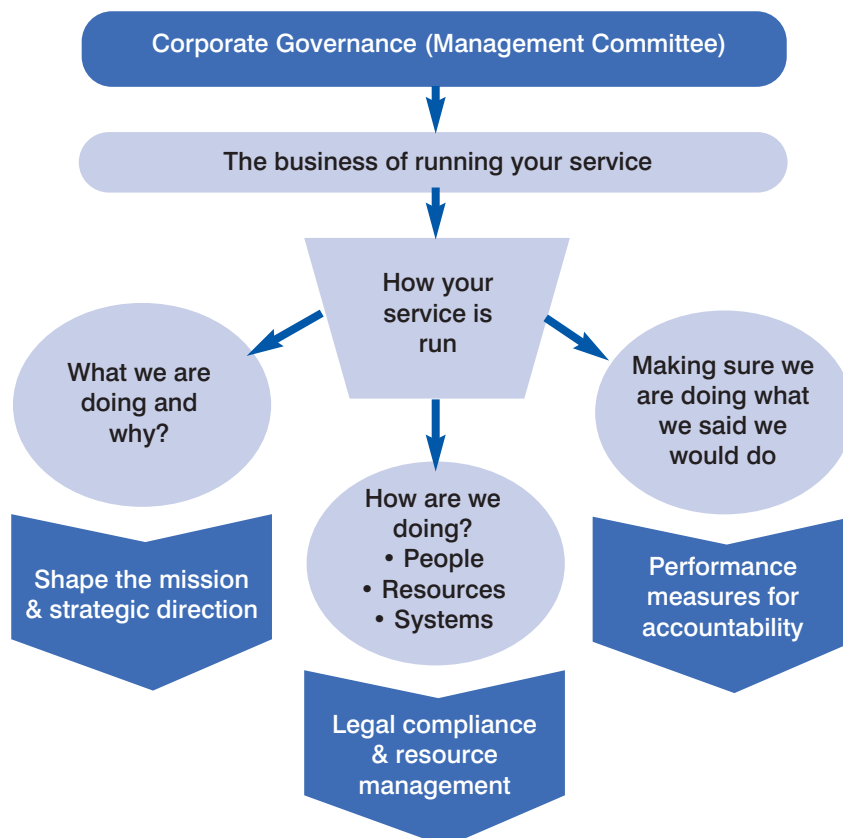 Corporate Governance (Management Committee)
The business of running your service
How your
service is
run
What we are
doing and
why?
Making sure we
are doing what
we said we
would do
How are we
doing?
• People
• Resources
• Systems
Shape the mission
& strategic direction
Performance
measures for
accountability
Legal compliance
& resource
management